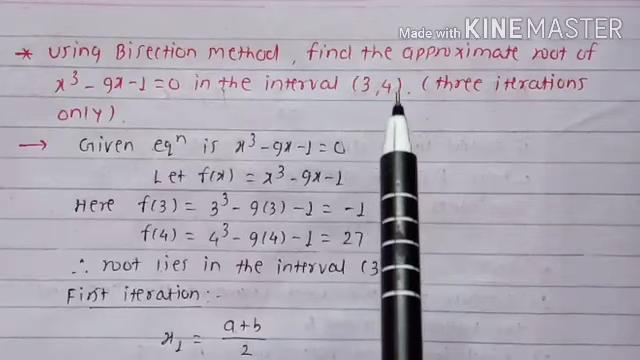 Made with KINEMASTER
* Using Bisection method, find the approximate root of
x³ - 9x - 1 = 0 in the interval (3,4). (three iterations
only).
→ Given eqⁿ is x³ - 9x - 1 = 0
Let f(x) = x³ - 9x - 1
Here f(3) = 3³ - 9(3) - 1 = -1
f(4) = 4³ - 9(4) - 1 = 27
∴ root lies in the interval (3
First iteration :-
x₁ = a+b / 2